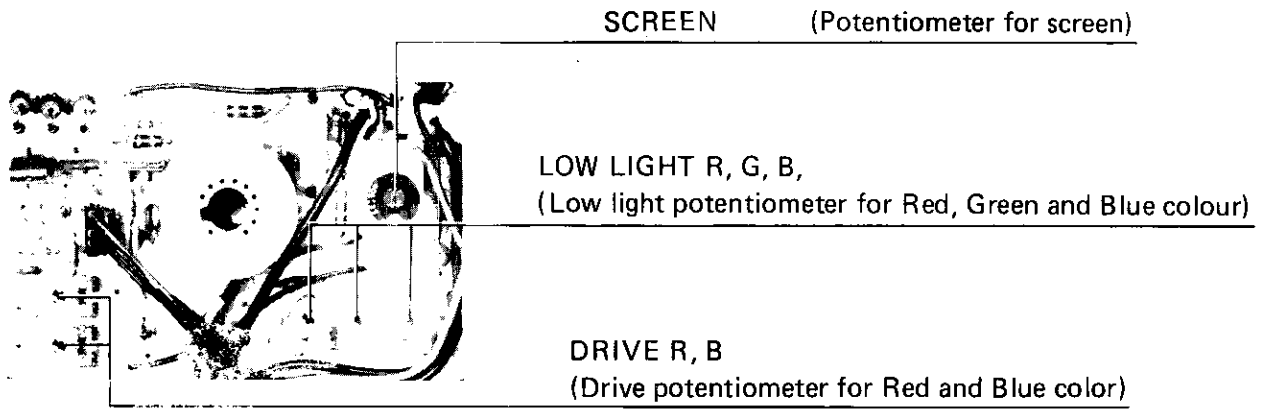 SCREEN (Potentiometer for screen)
LOW LIGHT R, G, B,
(Low light potentiometer for Red, Green and Blue colour)
DRIVE R, B
(Drive potentiometer for Red and Blue color)